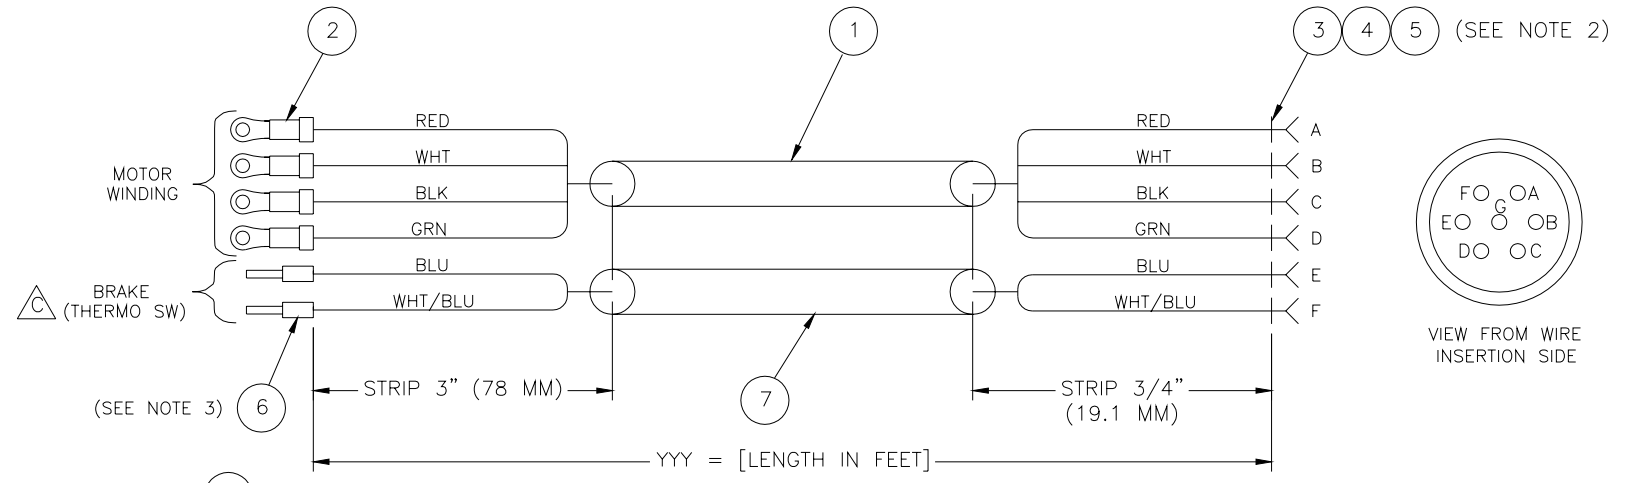 2
1
3 4 5 (SEE NOTE 2)
RED
WHT
BLK
GRN
BLU
WHT/BLU
MOTOR
WINDING
BRAKE
(THERMO SW)
C
RED
WHT
BLK
GRN
BLU
WHT/BLU
A
B
C
D
E
F
F A
G
E B
D C
VIEW FROM WIRE
INSERTION SIDE
STRIP 3" (78 MM)
STRIP 3/4"
(19.1 MM)
(SEE NOTE 3) 6
7
YYY = [LENGTH IN FEET]